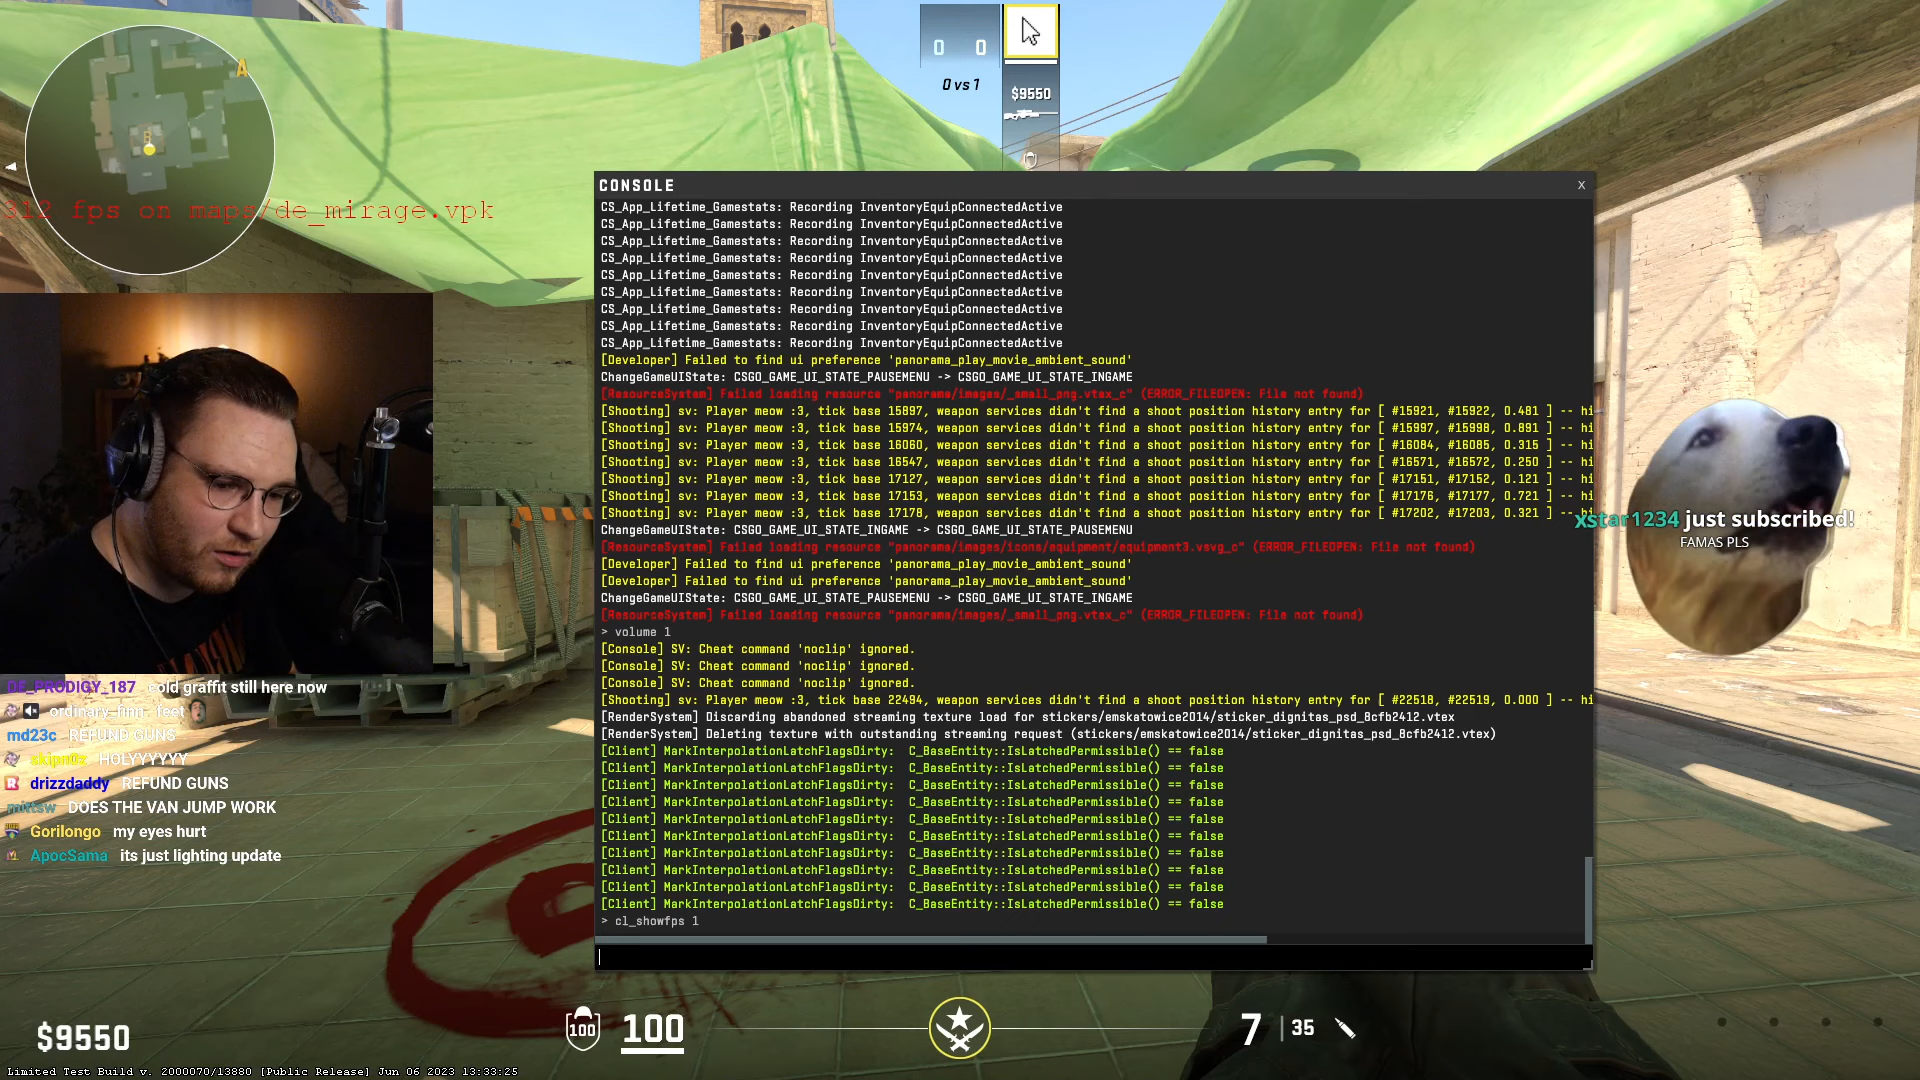 0 0
0 vs 1
$9550
A
B
312 fps on maps/de_mirage.vpk
CONSOLE
X
CS_App_Lifetime_Gamestats: Recording InventoryEquipConnectedActive
CS_App_Lifetime_Gamestats: Recording InventoryEquipConnectedActive
CS_App_Lifetime_Gamestats: Recording InventoryEquipConnectedActive
CS_App_Lifetime_Gamestats: Recording InventoryEquipConnectedActive
CS_App_Lifetime_Gamestats: Recording InventoryEquipConnectedActive
CS_App_Lifetime_Gamestats: Recording InventoryEquipConnectedActive
CS_App_Lifetime_Gamestats: Recording InventoryEquipConnectedActive
CS_App_Lifetime_Gamestats: Recording InventoryEquipConnectedActive
CS_App_Lifetime_Gamestats: Recording InventoryEquipConnectedActive
[Developer] Failed to find ui preference 'panorama_play_movie_ambient_sound'
ChangeGameUIState: CSGO_GAME_UI_STATE_PAUSEMENU -> CSGO_GAME_UI_STATE_INGAME
[ResourceSystem] Failed loading resource "panorama/images/_small_png.vtex_c" (ERROR_FILEOPEN: File not found)
[Shooting] sv: Player meow :3, tick base 15897, weapon services didn't find a shoot position history entry for [ #15921, #15922, 0.481 ] -- hi
[Shooting] sv: Player meow :3, tick base 15974, weapon services didn't find a shoot position history entry for [ #15997, #15998, 0.891 ] -- hi
[Shooting] sv: Player meow :3, tick base 16060, weapon services didn't find a shoot position history entry for [ #16084, #16085, 0.315 ] -- hi
[Shooting] sv: Player meow :3, tick base 16547, weapon services didn't find a shoot position history entry for [ #16571, #16572, 0.250 ] -- hi
[Shooting] sv: Player meow :3, tick base 17127, weapon services didn't find a shoot position history entry for [ #17151, #17152, 0.121 ] -- hi
[Shooting] sv: Player meow :3, tick base 17153, weapon services didn't find a shoot position history entry for [ #17176, #17177, 0.721 ] -- hi
[Shooting] sv: Player meow :3, tick base 17178, weapon services didn't find a shoot position history entry for [ #17202, #17203, 0.321 ] -- hi
ChangeGameUIState: CSGO_GAME_UI_STATE_INGAME -> CSGO_GAME_UI_STATE_PAUSEMENU
[ResourceSystem] Failed loading resource "panorama/images/icons/equipment/equipment3.vsvg_c" (ERROR_FILEOPEN: File not found)
[Developer] Failed to find ui preference 'panorama_play_movie_ambient_sound'
[Developer] Failed to find ui preference 'panorama_play_movie_ambient_sound'
ChangeGameUIState: CSGO_GAME_UI_STATE_PAUSEMENU -> CSGO_GAME_UI_STATE_INGAME
[ResourceSystem] Failed loading resource "panorama/images/_small_png.vtex_c" (ERROR_FILEOPEN: File not found)
> volume 1
[Console] SV: Cheat command 'noclip' ignored.
[Console] SV: Cheat command 'noclip' ignored.
[Console] SV: Cheat command 'noclip' ignored.
[Shooting] sv: Player meow :3, tick base 22494, weapon services didn't find a shoot position history entry for [ #22518, #22519, 0.000 ] -- hi
[RenderSystem] Discarding abandoned streaming texture load for stickers/emskatowice2014/sticker_dignitas_psd_8cfb2412.vtex
[RenderSystem] Deleting texture with outstanding streaming request (stickers/emskatowice2014/sticker_dignitas_psd_8cfb2412.vtex)
[Client] MarkInterpolationLatchFlagsDirty: C_BaseEntity::IsLatchedPermissible() == false
[Client] MarkInterpolationLatchFlagsDirty: C_BaseEntity::IsLatchedPermissible() == false
[Client] MarkInterpolationLatchFlagsDirty: C_BaseEntity::IsLatchedPermissible() == false
[Client] MarkInterpolationLatchFlagsDirty: C_BaseEntity::IsLatchedPermissible() == false
[Client] MarkInterpolationLatchFlagsDirty: C_BaseEntity::IsLatchedPermissible() == false
[Client] MarkInterpolationLatchFlagsDirty: C_BaseEntity::IsLatchedPermissible() == false
[Client] MarkInterpolationLatchFlagsDirty: C_BaseEntity::IsLatchedPermissible() == false
[Client] MarkInterpolationLatchFlagsDirty: C_BaseEntity::IsLatchedPermissible() == false
[Client] MarkInterpolationLatchFlagsDirty: C_BaseEntity::IsLatchedPermissible() == false
[Client] MarkInterpolationLatchFlagsDirty: C_BaseEntity::IsLatchedPermissible() == false
> cl_showfps 1
xstar1234 just subscribed!
FAMAS PLS
DE_PRODIGY_187 cold graffit still here now
ordinary_finn_ feet
md23c REFUND GUNS
skipn0z HOLYYYYYY
drizzdaddy REFUND GUNS
mittsw DOES THE VAN JUMP WORK
Gorilongo my eyes hurt
ApocSama its just lighting update
$9550
100
100
7 | 35
Limited Test Build v. 2000070/13880 [Public Release] Jun 06 2023 13:33:25